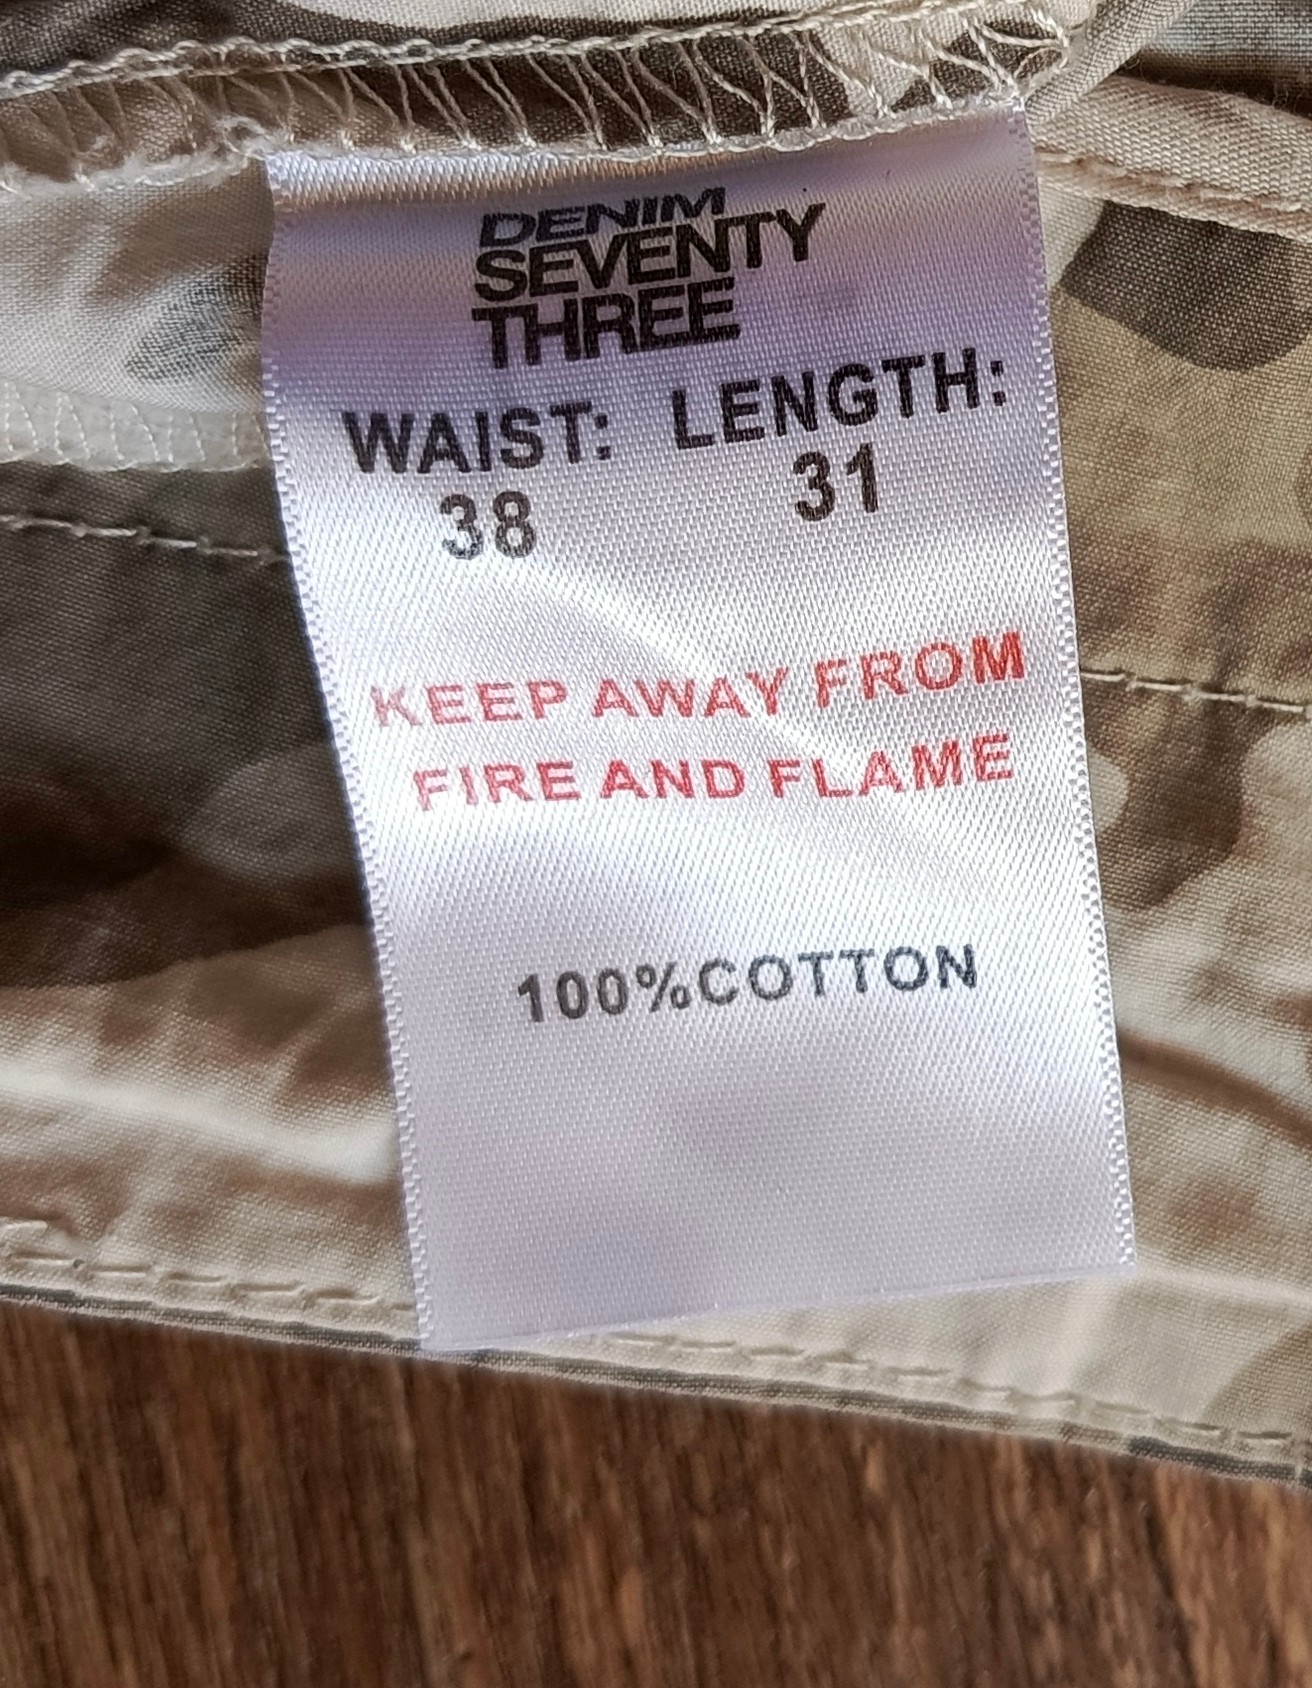 DENIM
SEVENTY
THREE
WAIST: LENGTH:
38 31
KEEP AWAY FROM
FIRE AND FLAME
100%COTTON